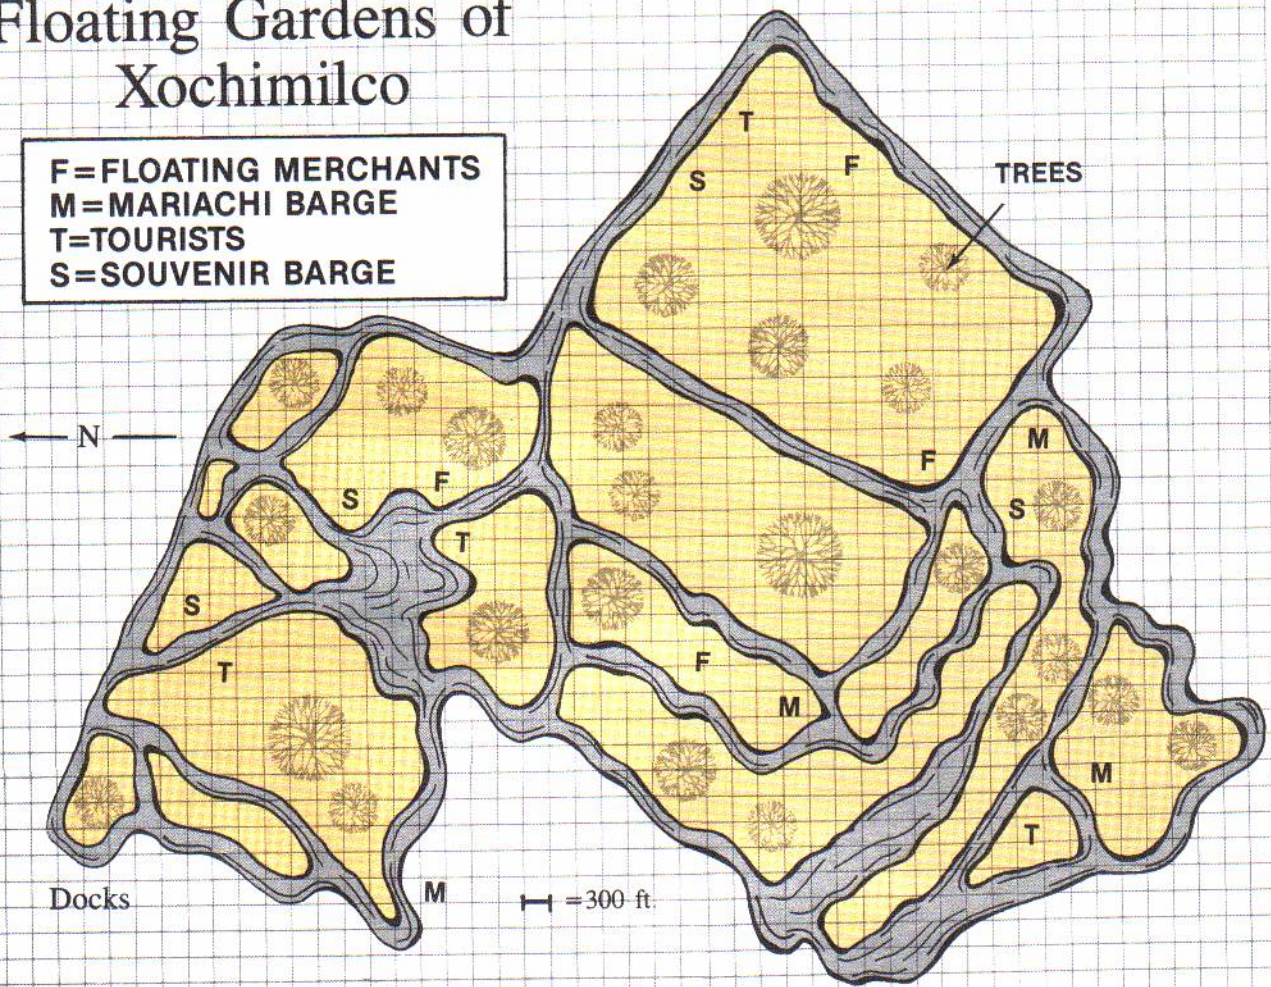 Floating Gardens of
Xochimilco
F=FLOATING MERCHANTS
M=MARIACHI BARGE
T=TOURISTS
S=SOUVENIR BARGE
T
F
TREES
S
N
M
F
F
S
S
T
S
F
T
M
M
T
Docks
M
=300 ft.